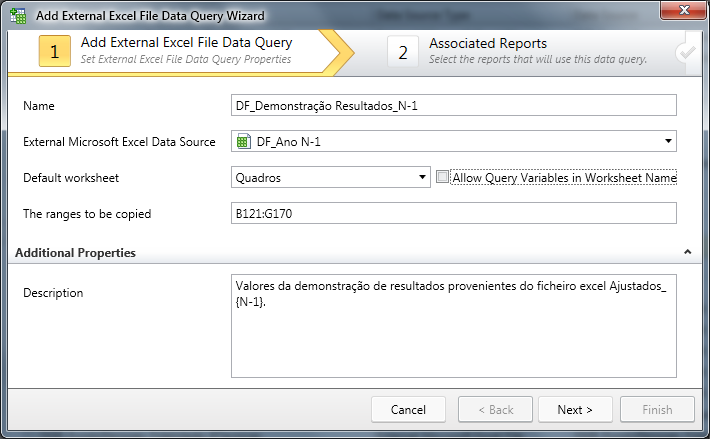 Add External Excel File Data Query Wizard
1
Add External Excel File Data Query
Set External Excel File Data Query Properties
2
Associated Reports
Select the reports that will use this data query.
Name
DF_Demonstração Resultados_N-1
External Microsoft Excel Data Source
DF_Ano N-1
Default worksheet
Quadros
Allow Query Variables in Worksheet Name
The ranges to be copied
B121:G170
Additional Properties
Description
Valores da demonstração de resultados provenientes do ficheiro excel Ajustados_
{N-1}.
Cancel
< Back
Next >
Finish